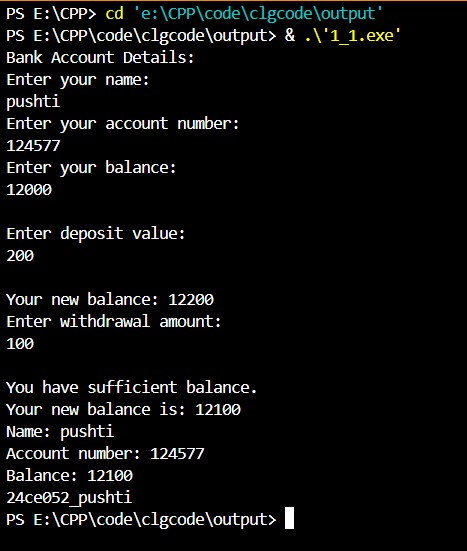 PS E:\CPP> cd 'e:\CPP\code\clgcode\output'
PS E:\CPP\code\clgcode\output> & .\'1_1.exe'
Bank Account Details:
Enter your name:
pushti
Enter your account number:
124577
Enter your balance:
12000
Enter deposit value:
200
Your new balance: 12200
Enter withdrawal amount:
100
You have sufficient balance.
Your new balance is: 12100
Name: pushti
Account number: 124577
Balance: 12100
24ce052_pushti
PS E:\CPP\code\clgcode\output>